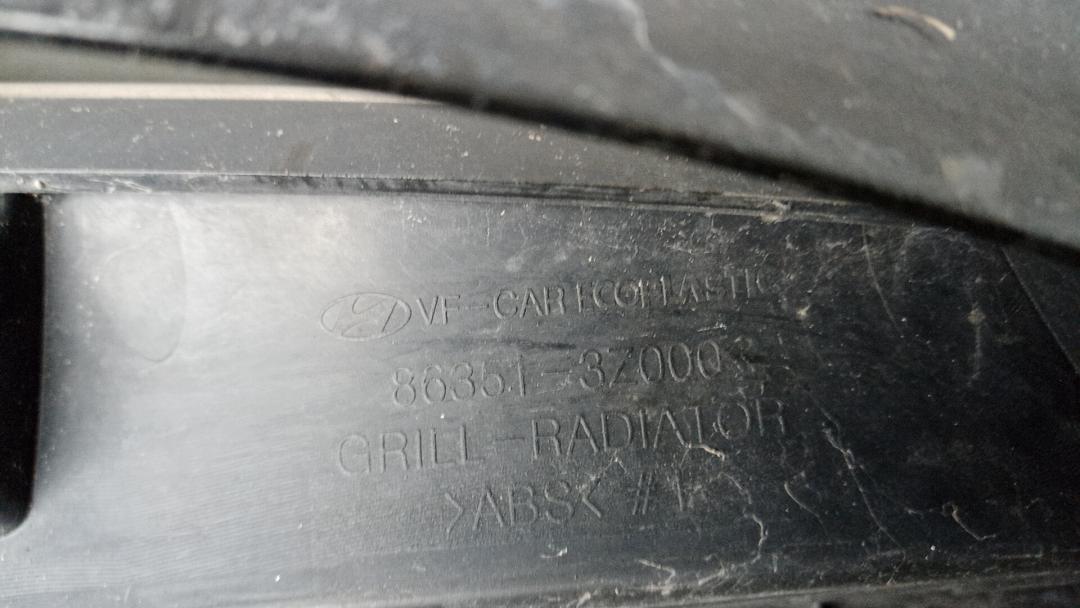 VF-CAR ECOPLASTIC
86351-3Z000
GRILL-RADIATOR
>ABS< #1